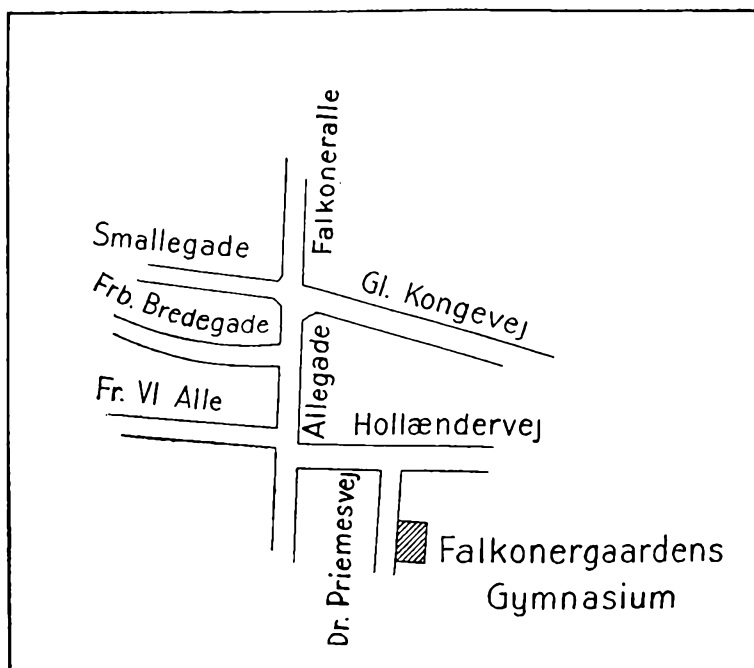 Falkoneralle
Smallegade
Gl. Kongevej
Frb. Bredegade
Allegade
Fr. VI Alle
Hollændervej
Dr. Priemesvej
Falkonergaardens
Gymnasium